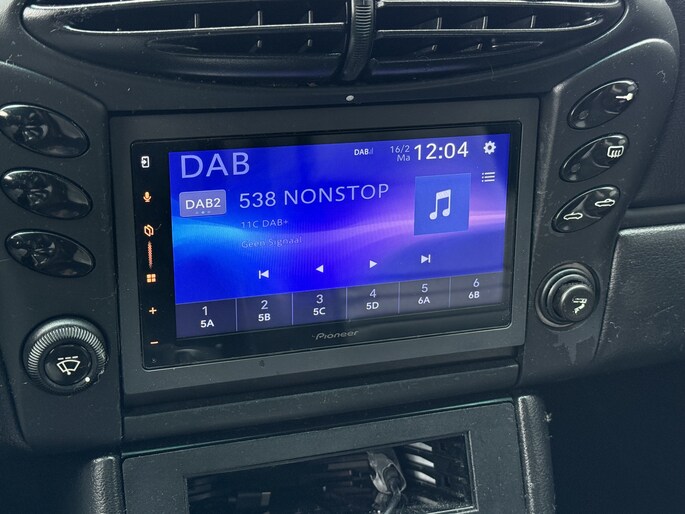 DAB
DAB
16/2
Ma
12:04
DAB2
538 NONSTOP
11C DAB+
Geen Signaal
1
5A
2
5B
3
5C
4
5D
5
6A
6
6B
Pioneer